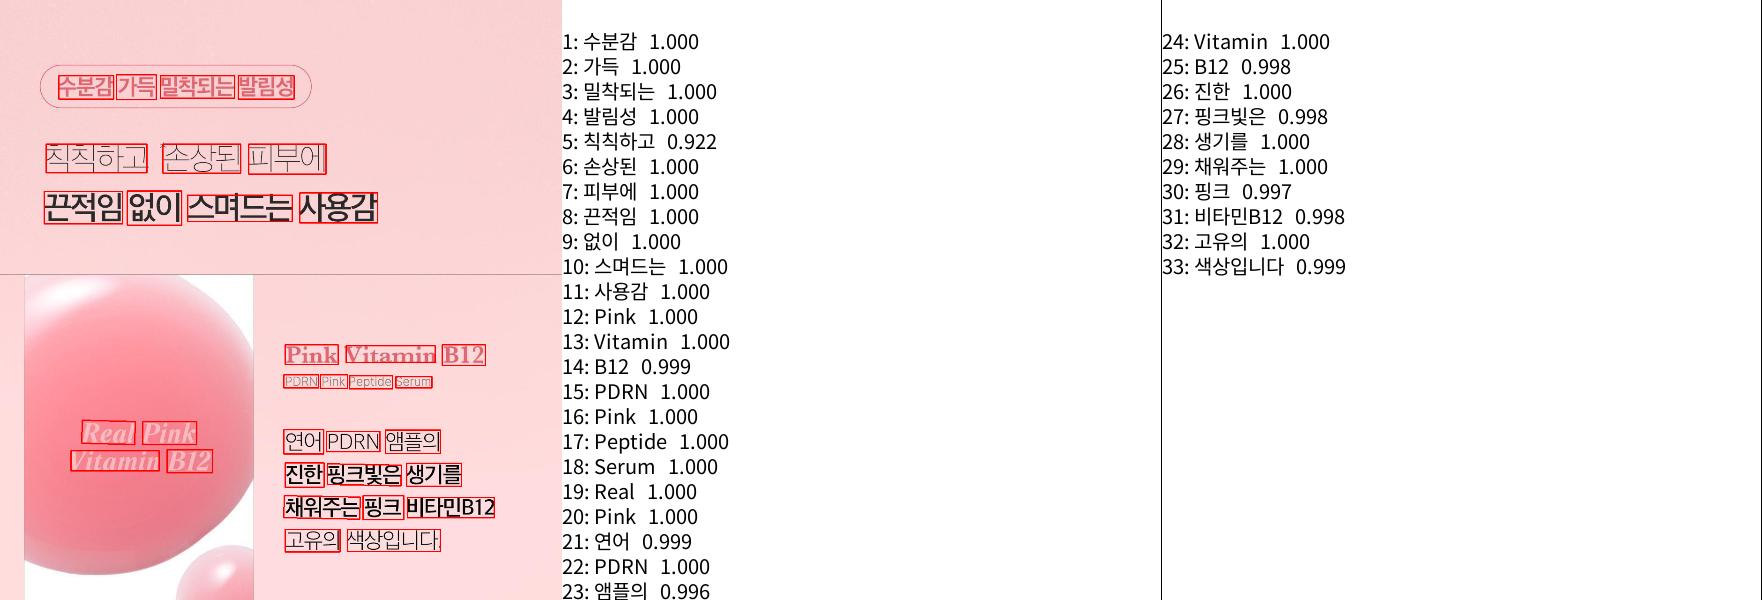 수분감 가득 밀착되는 발림성
칙칙하고 손상된 피부에
끈적임 없이 스며드는 사용감
Pink Vitamin B12
PDRN Pink Peptide Serum
Real Pink
Vitamin B12
연어 PDRN 앰플의
진한 핑크빛은 생기를
채워주는 핑크 비타민B12
고유의 색상입니다.
1: 수분감 1.000
2: 가득 1.000
3: 밀착되는 1.000
4: 발림성 1.000
5: 칙칙하고 0.922
6: 손상된 1.000
7: 피부에 1.000
8: 끈적임 1.000
9: 없이 1.000
10: 스며드는 1.000
11: 사용감 1.000
12: Pink 1.000
13: Vitamin 1.000
14: B12 0.999
15: PDRN 1.000
16: Pink 1.000
17: Peptide 1.000
18: Serum 1.000
19: Real 1.000
20: Pink 1.000
21: 연어 0.999
22: PDRN 1.000
23: 앰플의 0.996
24: Vitamin 1.000
25: B12 0.998
26: 진한 1.000
27: 핑크빛은 0.998
28: 생기를 1.000
29: 채워주는 1.000
30: 핑크 0.997
31: 비타민B12 0.998
32: 고유의 1.000
33: 색상입니다 0.999